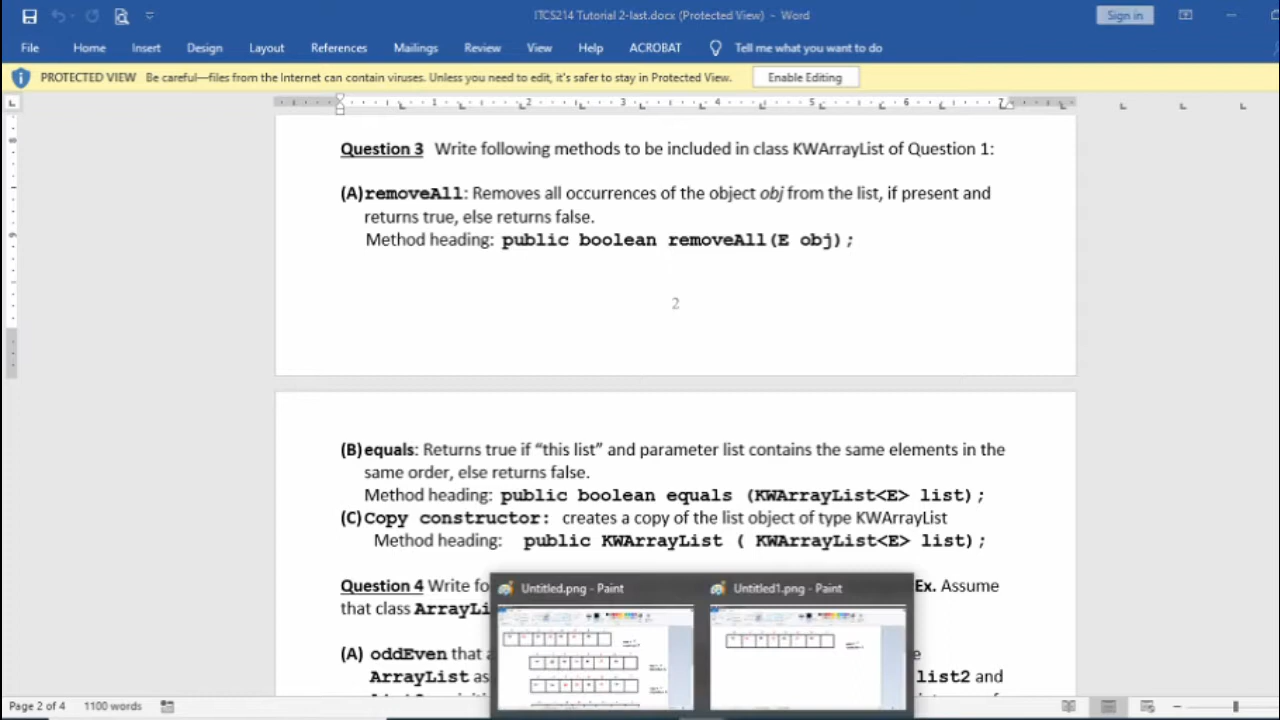 ITCS214 Tutorial 2-last.docx (Protected View) - Word
Sign in
File Home Insert Design Layout References Mailings Review View Help ACROBAT Tell me what you want to do
PROTECTED VIEW Be careful—files from the Internet can contain viruses. Unless you need to edit, it's safer to stay in Protected View. Enable Editing
1 2 3 4 5 6 7
Question 3 Write following methods to be included in class KWArrayList of Question 1:
(A)removeAll: Removes all occurrences of the object obj from the list, if present and
returns true, else returns false.
Method heading: public boolean removeAll(E obj);
2
(B)equals: Returns true if “this list” and parameter list contains the same elements in the
same order, else returns false.
Method heading: public boolean equals (KWArrayList<E> list);
(C)Copy constructor: creates a copy of the list object of type KWArrayList
Method heading: public KWArrayList ( KWArrayList<E> list);
Question 4 Write fo
Ex. Assume
that class ArrayLi
Untitled.png - Paint
Untitled1.png - Paint
(A) oddEven that a
ArrayList as
list2 and
Page 2 of 4 1100 words